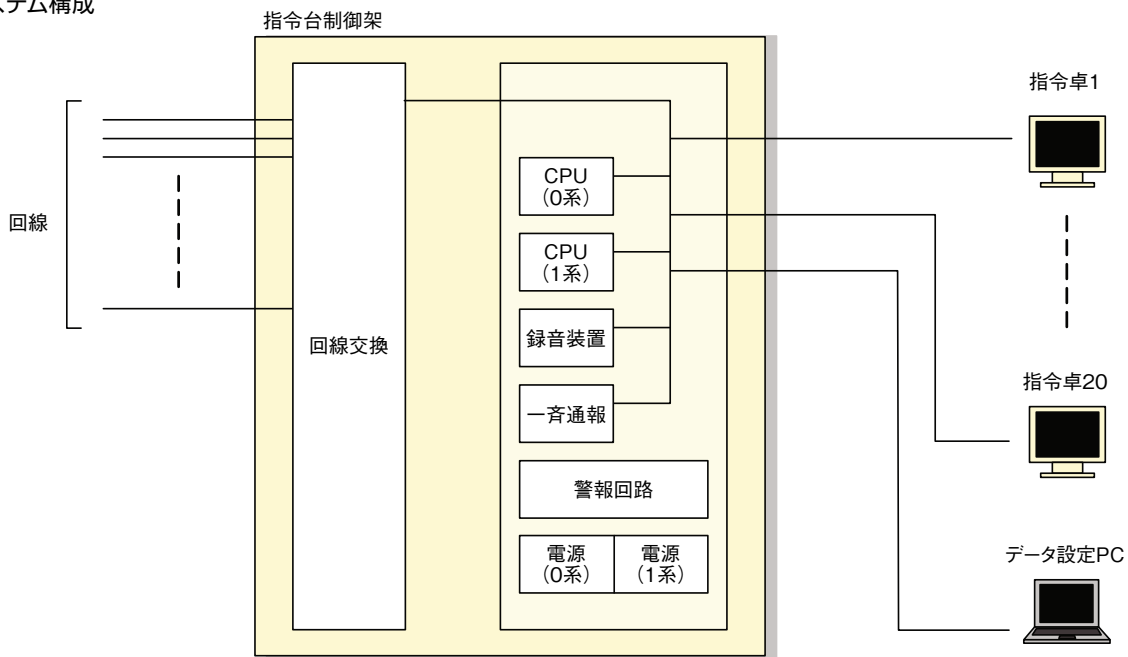 ステム構成
指令台制御架
回線
回線交換
CPU
（0系）
CPU
（1系）
録音装置
一斉通報
警報回路
電源
（0系）
電源
（1系）
指令卓1
指令卓20
データ設定PC